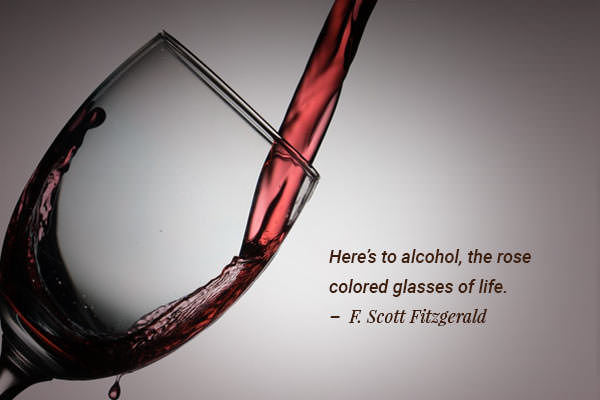 Here's to alcohol, the rose
colored glasses of life.
– F. Scott Fitzgerald